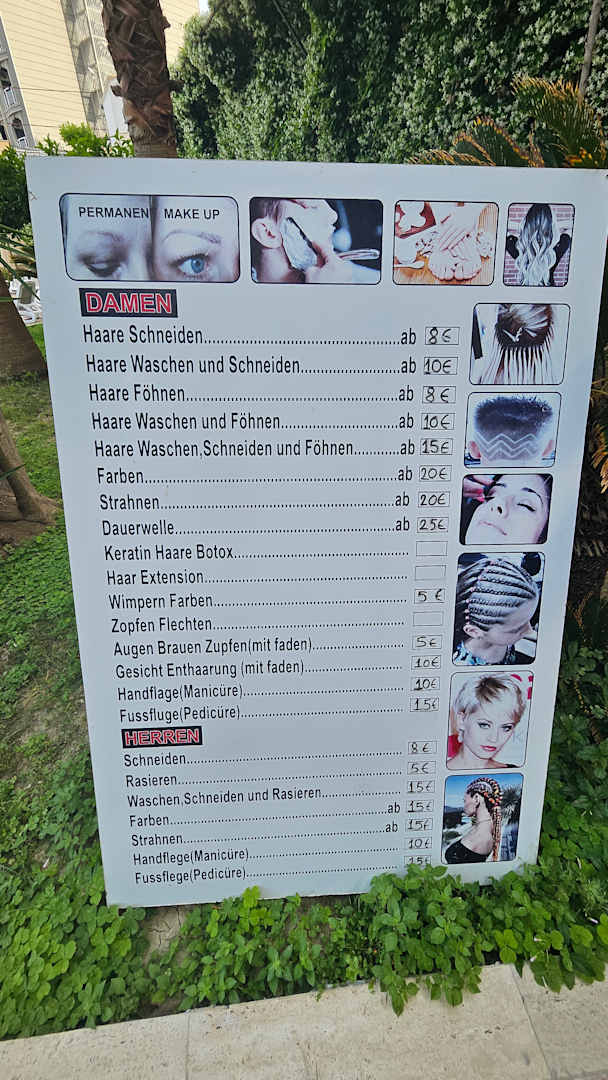 PERMANEN MAKE UP
DAMEN
Haare Schneiden..........ab 8€
Haare Waschen und Schneiden..........ab 10€
Haare Föhnen..........ab 8€
Haare Waschen und Föhnen..........ab 10€
Haare Waschen,Schneiden und Föhnen..........ab 15€
Farben..........ab 20€
Strahnen..........ab 20€
Dauerwelle..........ab 25€
Keratin Haare Botox..........
Haar Extension..........
Wimpern Farben.......... 5 €
Zopfen Flechten..........
Augen Brauen Zupfen(mit faden).......... 5€
Gesicht Enthaarung (mit faden).......... 10€
Handflage(Manicüre).......... 10€
Fussfluge(Pedicüre).......... 15€
HERREN
Schneiden.......... 8€
Rasieren.......... 5€
Waschen,Schneiden und Rasieren.......... 15€
Farben..........ab 15€
Strahnen..........ab 15€
Handflege(Manicüre).......... 10€
Fussflege(Pedicüre).......... 15€